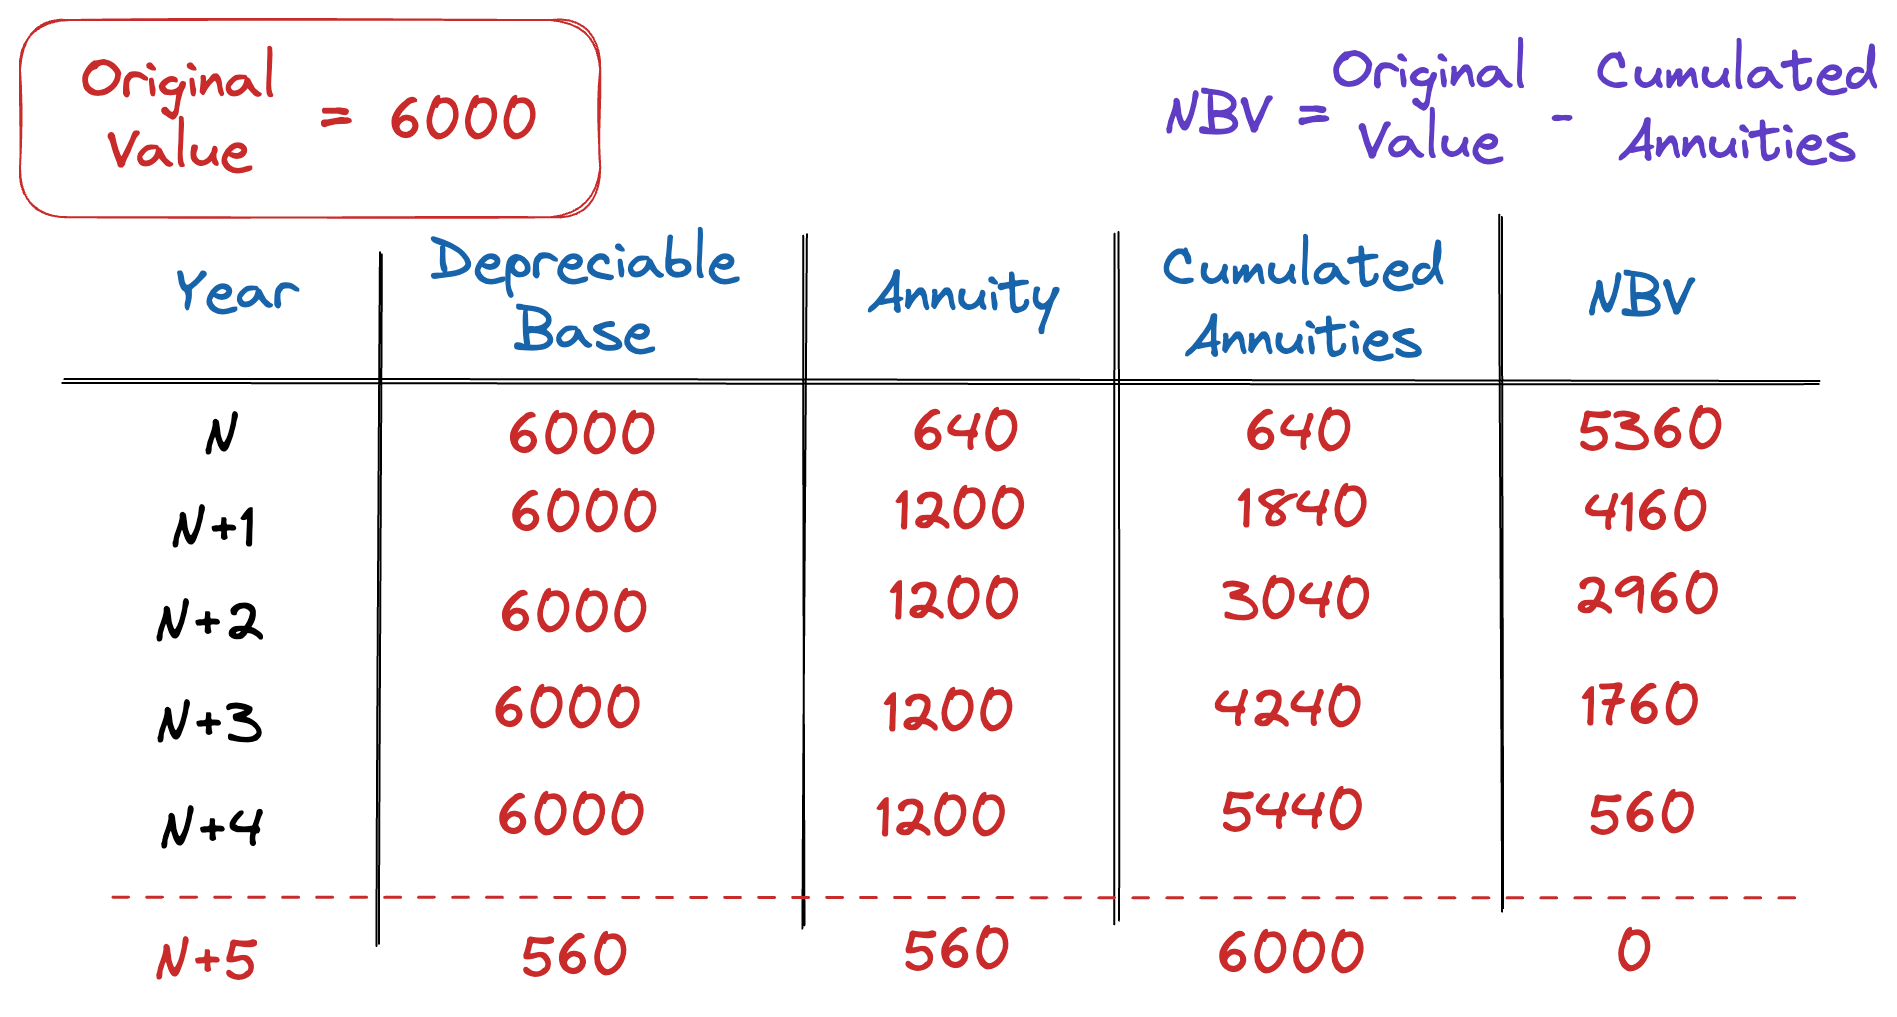 Original
Value = 6000
NBV = Original Value - Cumulated Annuities
Year Depreciable Base Annuity Cumulated Annuities NBV
N 6000 640 640 5360
N+1 6000 1200 1840 4160
N+2 6000 1200 3040 2960
N+3 6000 1200 4240 1760
N+4 6000 1200 5440 560
N+5 560 560 6000 0